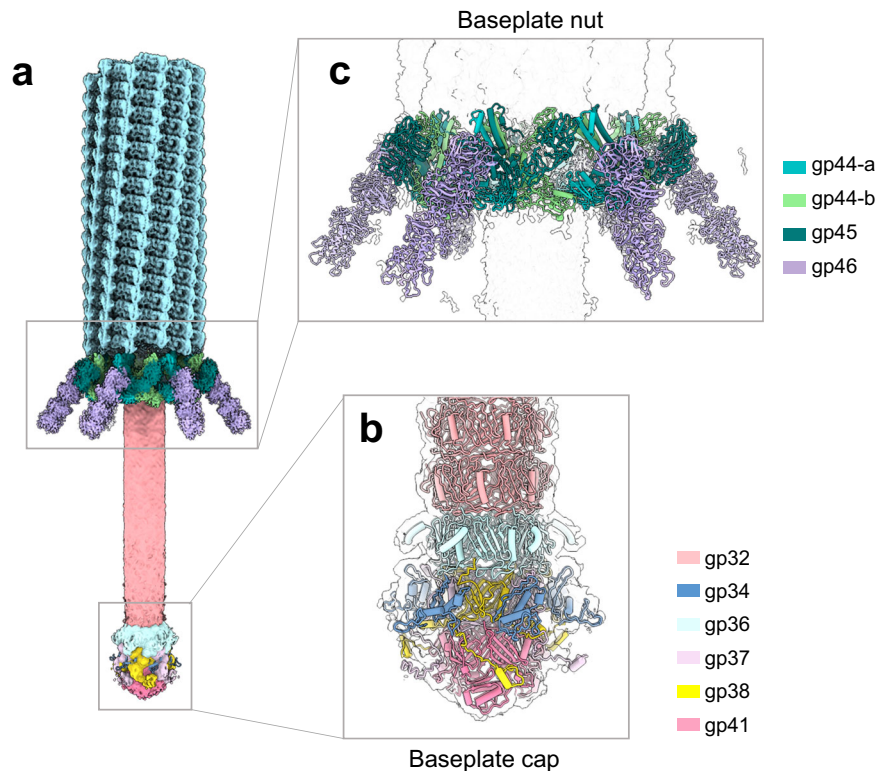 Baseplate nut
a
c
gp44-a
gp44-b
gp45
gp46
b
gp32
gp34
gp36
gp37
gp38
gp41
Baseplate cap